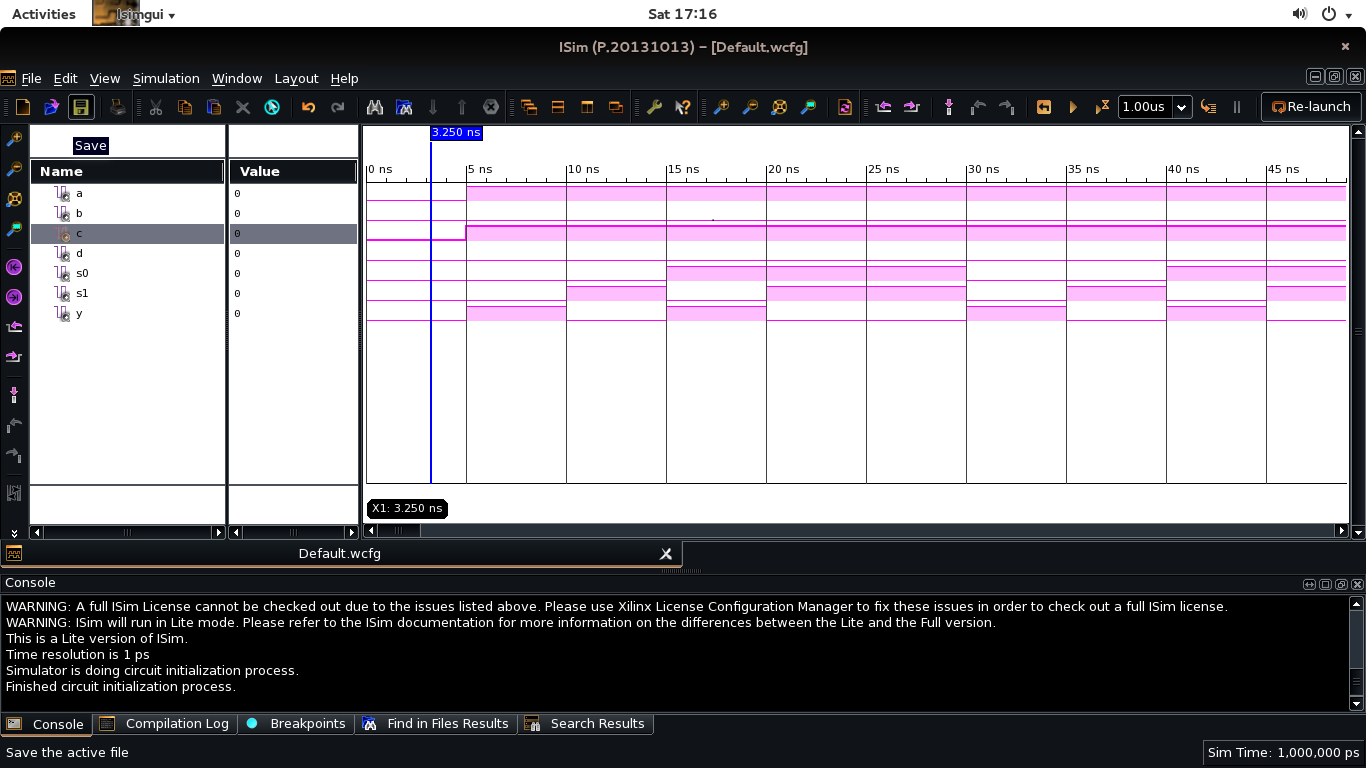 Activities Isimgui Sat 17:16
ISim (P.20131013) – [Default.wcfg]
File Edit View Simulation Window Layout Help
1.00us Re-launch
3.250 ns
Save
0 ns 5 ns 10 ns 15 ns 20 ns 25 ns 30 ns 35 ns 40 ns 45 ns
Name Value
a 0
b 0
c 0
d 0
s0 0
s1 0
y 0
X1: 3.250 ns
Default.wcfg
Console
WARNING: A full ISim License cannot be checked out due to the issues listed above. Please use Xilinx License Configuration Manager to fix these issues in order to check out a full ISim license.
WARNING: ISim will run in Lite mode. Please refer to the ISim documentation for more information on the differences between the Lite and the Full version.
This is a Lite version of ISim.
Time resolution is 1 ps
Simulator is doing circuit initialization process.
Finished circuit initialization process.
Console Compilation Log Breakpoints Find in Files Results Search Results
Save the active file Sim Time: 1,000,000 ps